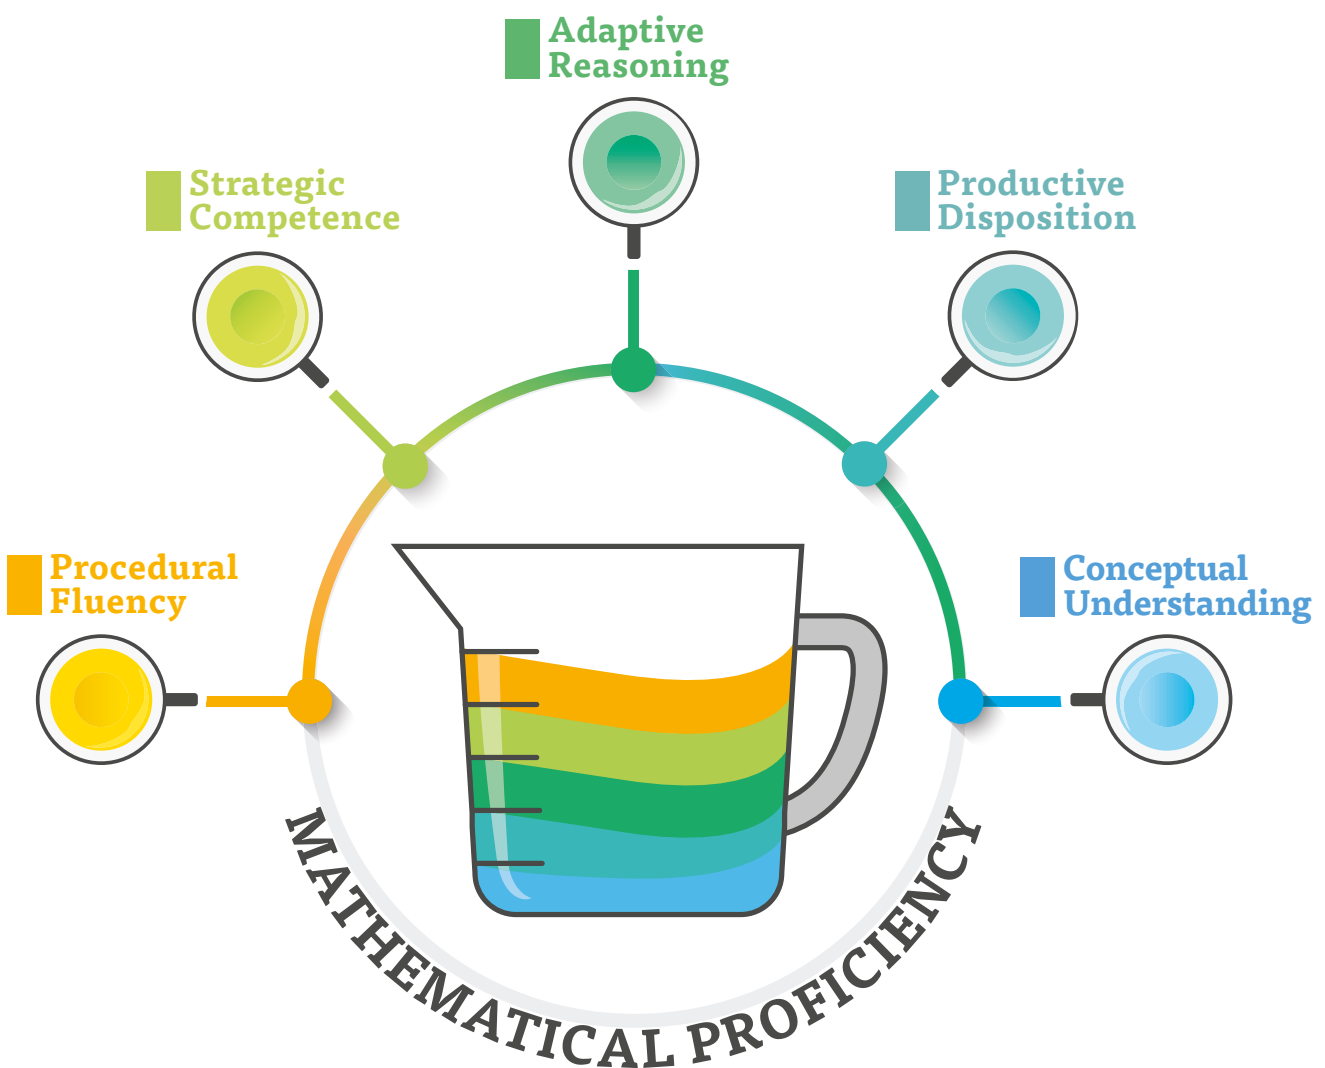 Adaptive
Reasoning
Strategic
Competence
Productive
Disposition
Procedural
Fluency
Conceptual
Understanding
MATHEMATICAL PROFICIENCY